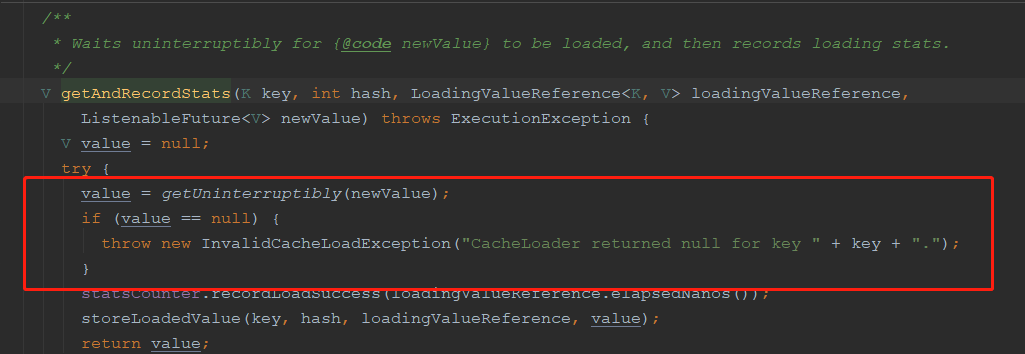 /**
* Waits uninterruptibly for {@code newValue} to be loaded, and then records loading stats.
*/
V getAndRecordStats(K key, int hash, LoadingValueReference<K, V> loadingValueReference,
ListenableFuture<V> newValue) throws ExecutionException {
V value = null;
try {
value = getUninterruptibly(newValue);
if (value == null) {
throw new InvalidCacheLoadException("CacheLoader returned null for key " + key + ".");
}
statsCounter.recordLoadSuccess(loadingValueReference.elapsedNanos());
storeLoadedValue(key, hash, loadingValueReference, value);
return value;